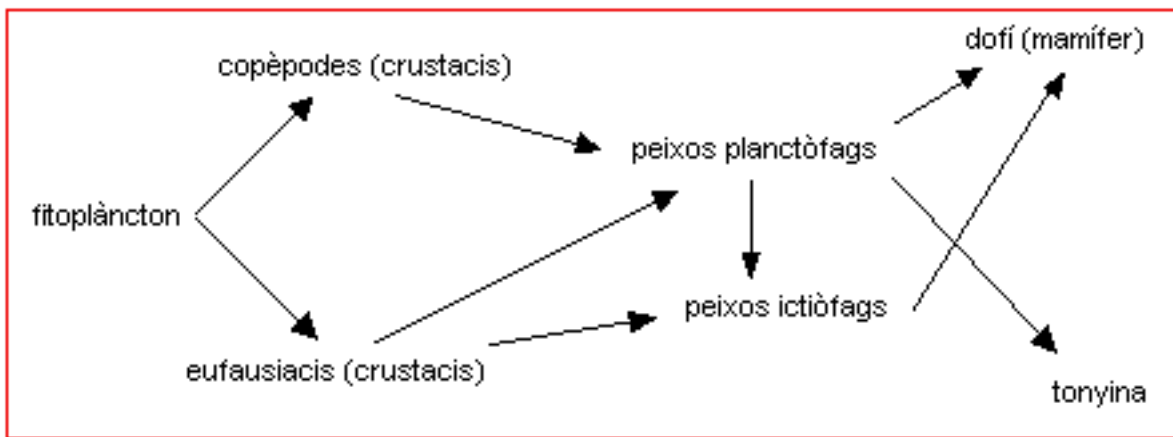 dofí (mamífer)
copèpodes (crustacis)
peixos planctòfags
fitoplàncton
peixos ictiòfags
eufausiacis (crustacis)
tonyina